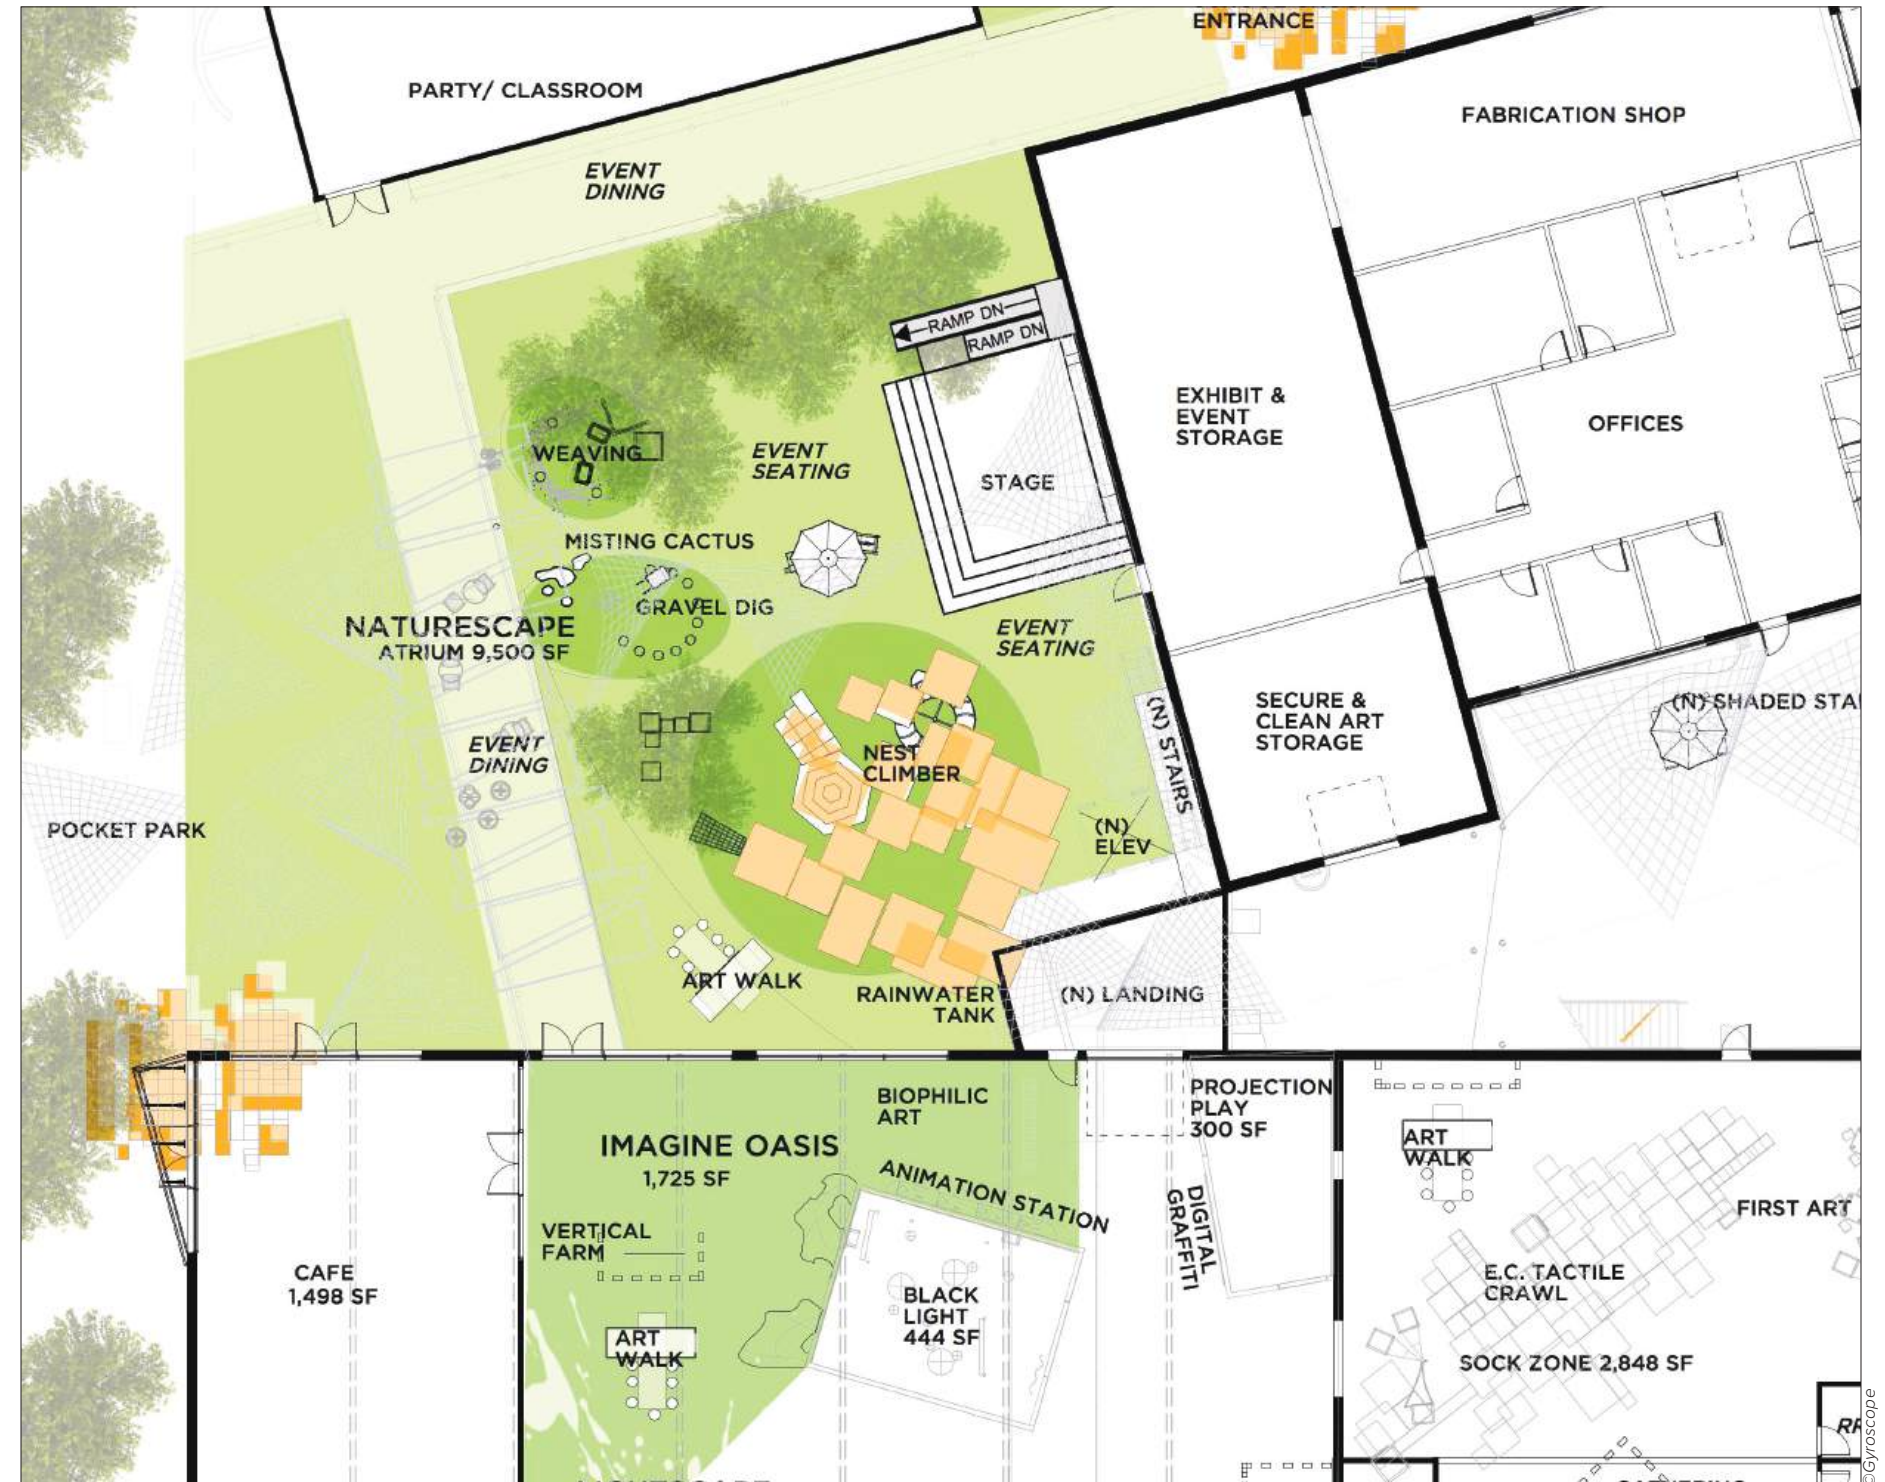 ENTRANCE
PARTY/ CLASSROOM
FABRICATION SHOP
EVENT
DINING
RAMP DN
RAMP DN
EXHIBIT &
EVENT
STORAGE
OFFICES
WEAVING
EVENT
SEATING
STAGE
MISTING CACTUS
GRAVEL DIG
NATURESCAPE
ATRIUM 9,500 SF
EVENT
SEATING
(N) STAIRS
SECURE &
CLEAN ART
STORAGE
(N) SHADED STA
EVENT
DINING
NEST
CLIMBER
POCKET PARK
(N)
ELEV
ART WALK
RAINWATER
TANK
(N) LANDING
BIOPHILIC
ART
PROJECTION
PLAY
300 SF
IMAGINE OASIS
1,725 SF
ANIMATION STATION
ART
WALK
DIGITAL
GRAFFITI
FIRST ART
VERTICAL
FARM
CAFE
1,498 SF
E.C. TACTILE
CRAWL
BLACK
LIGHT
444 SF
ART
WALK
SOCK ZONE 2,848 SF
©Gyroscope